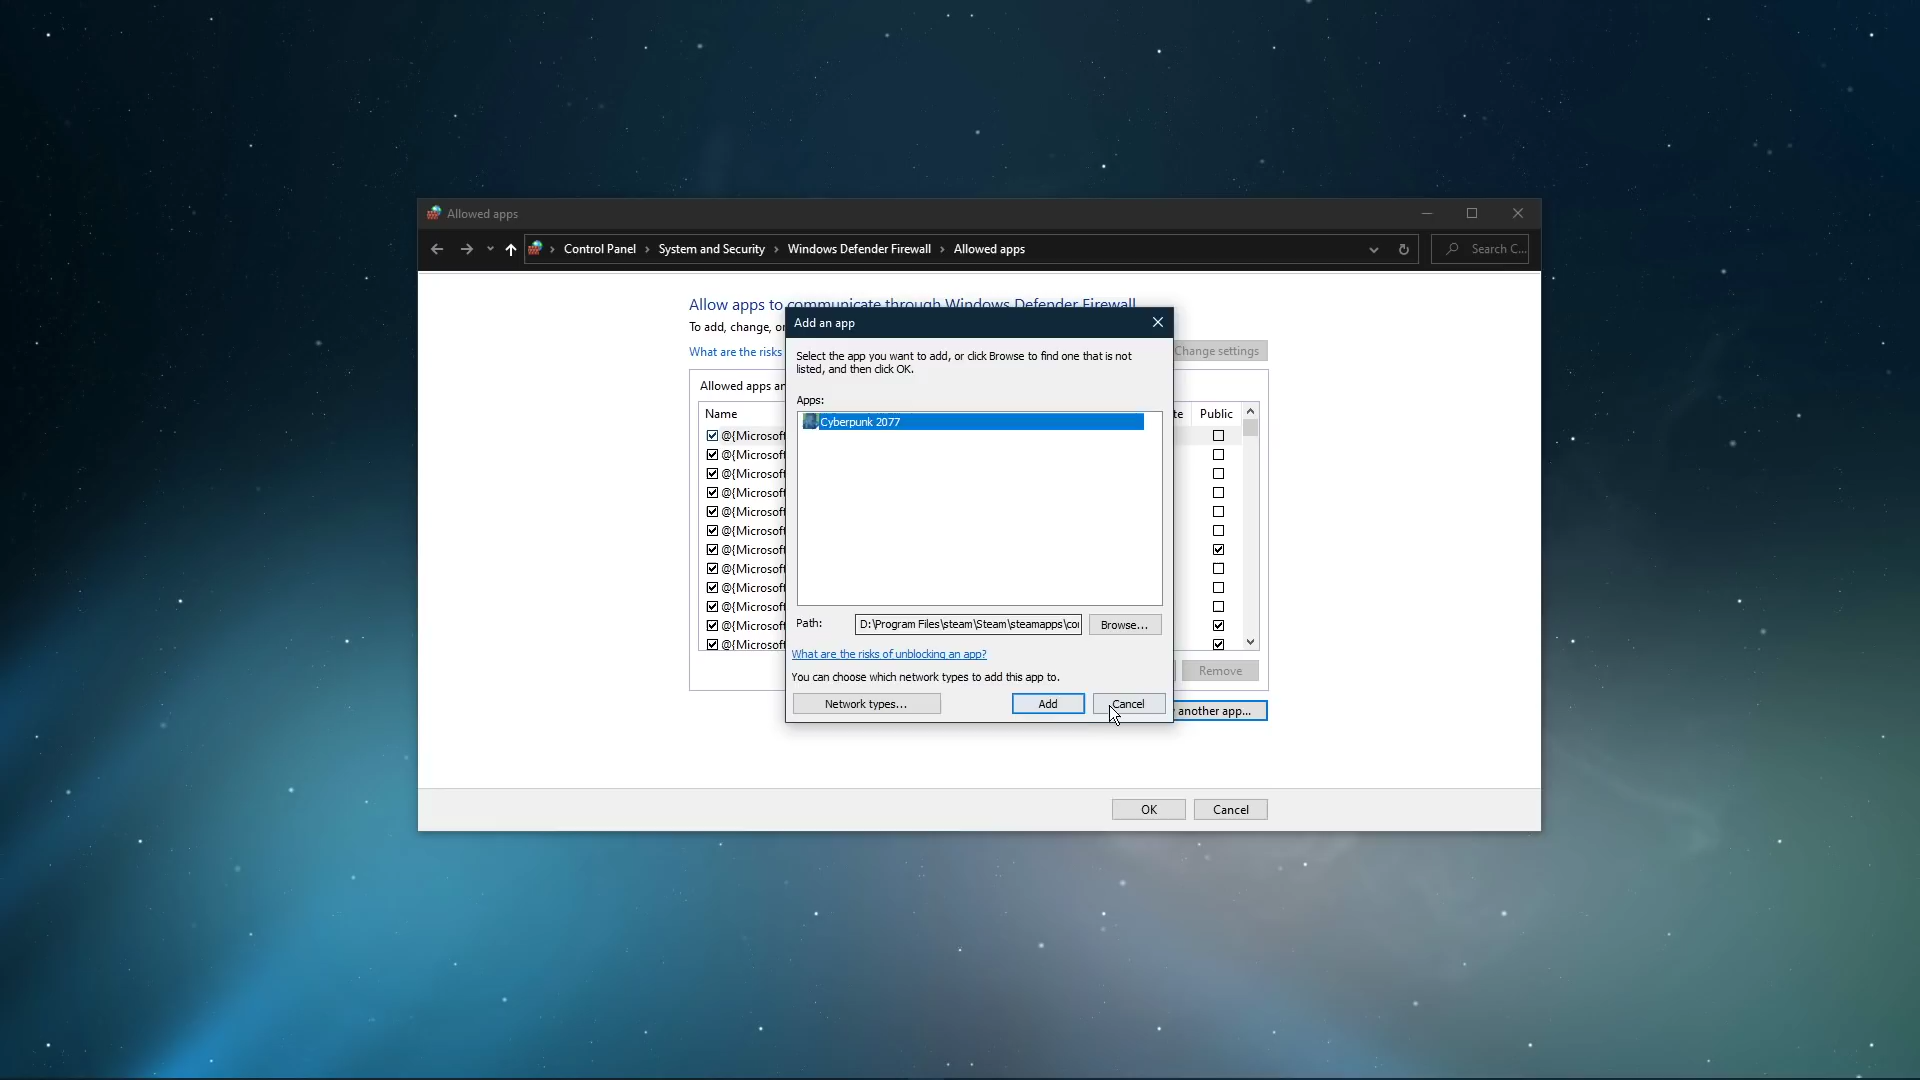 Allowed apps
Control Panel › System and Security › Windows Defender Firewall › Allowed apps
Search C...
Allow apps to communicate through Windows Defender Firewall
To add, change, or
What are the risks
Change settings
Allowed apps an
Name
Public
@{Microsoft
@{Microsoft
@{Microsoft
@{Microsoft
@{Microsoft
@{Microsoft
@{Microsoft
@{Microsoft
@{Microsoft
@{Microsoft
@{Microsoft
@{Microsoft
Remove
another app...
OK Cancel
Add an app
Select the app you want to add, or click Browse to find one that is not
listed, and then click OK.
Apps:
Cyberpunk 2077
Path: D:\Program Files\steam\Steam\steamapps\co Browse...
What are the risks of unblocking an app?
You can choose which network types to add this app to.
Network types... Add Cancel